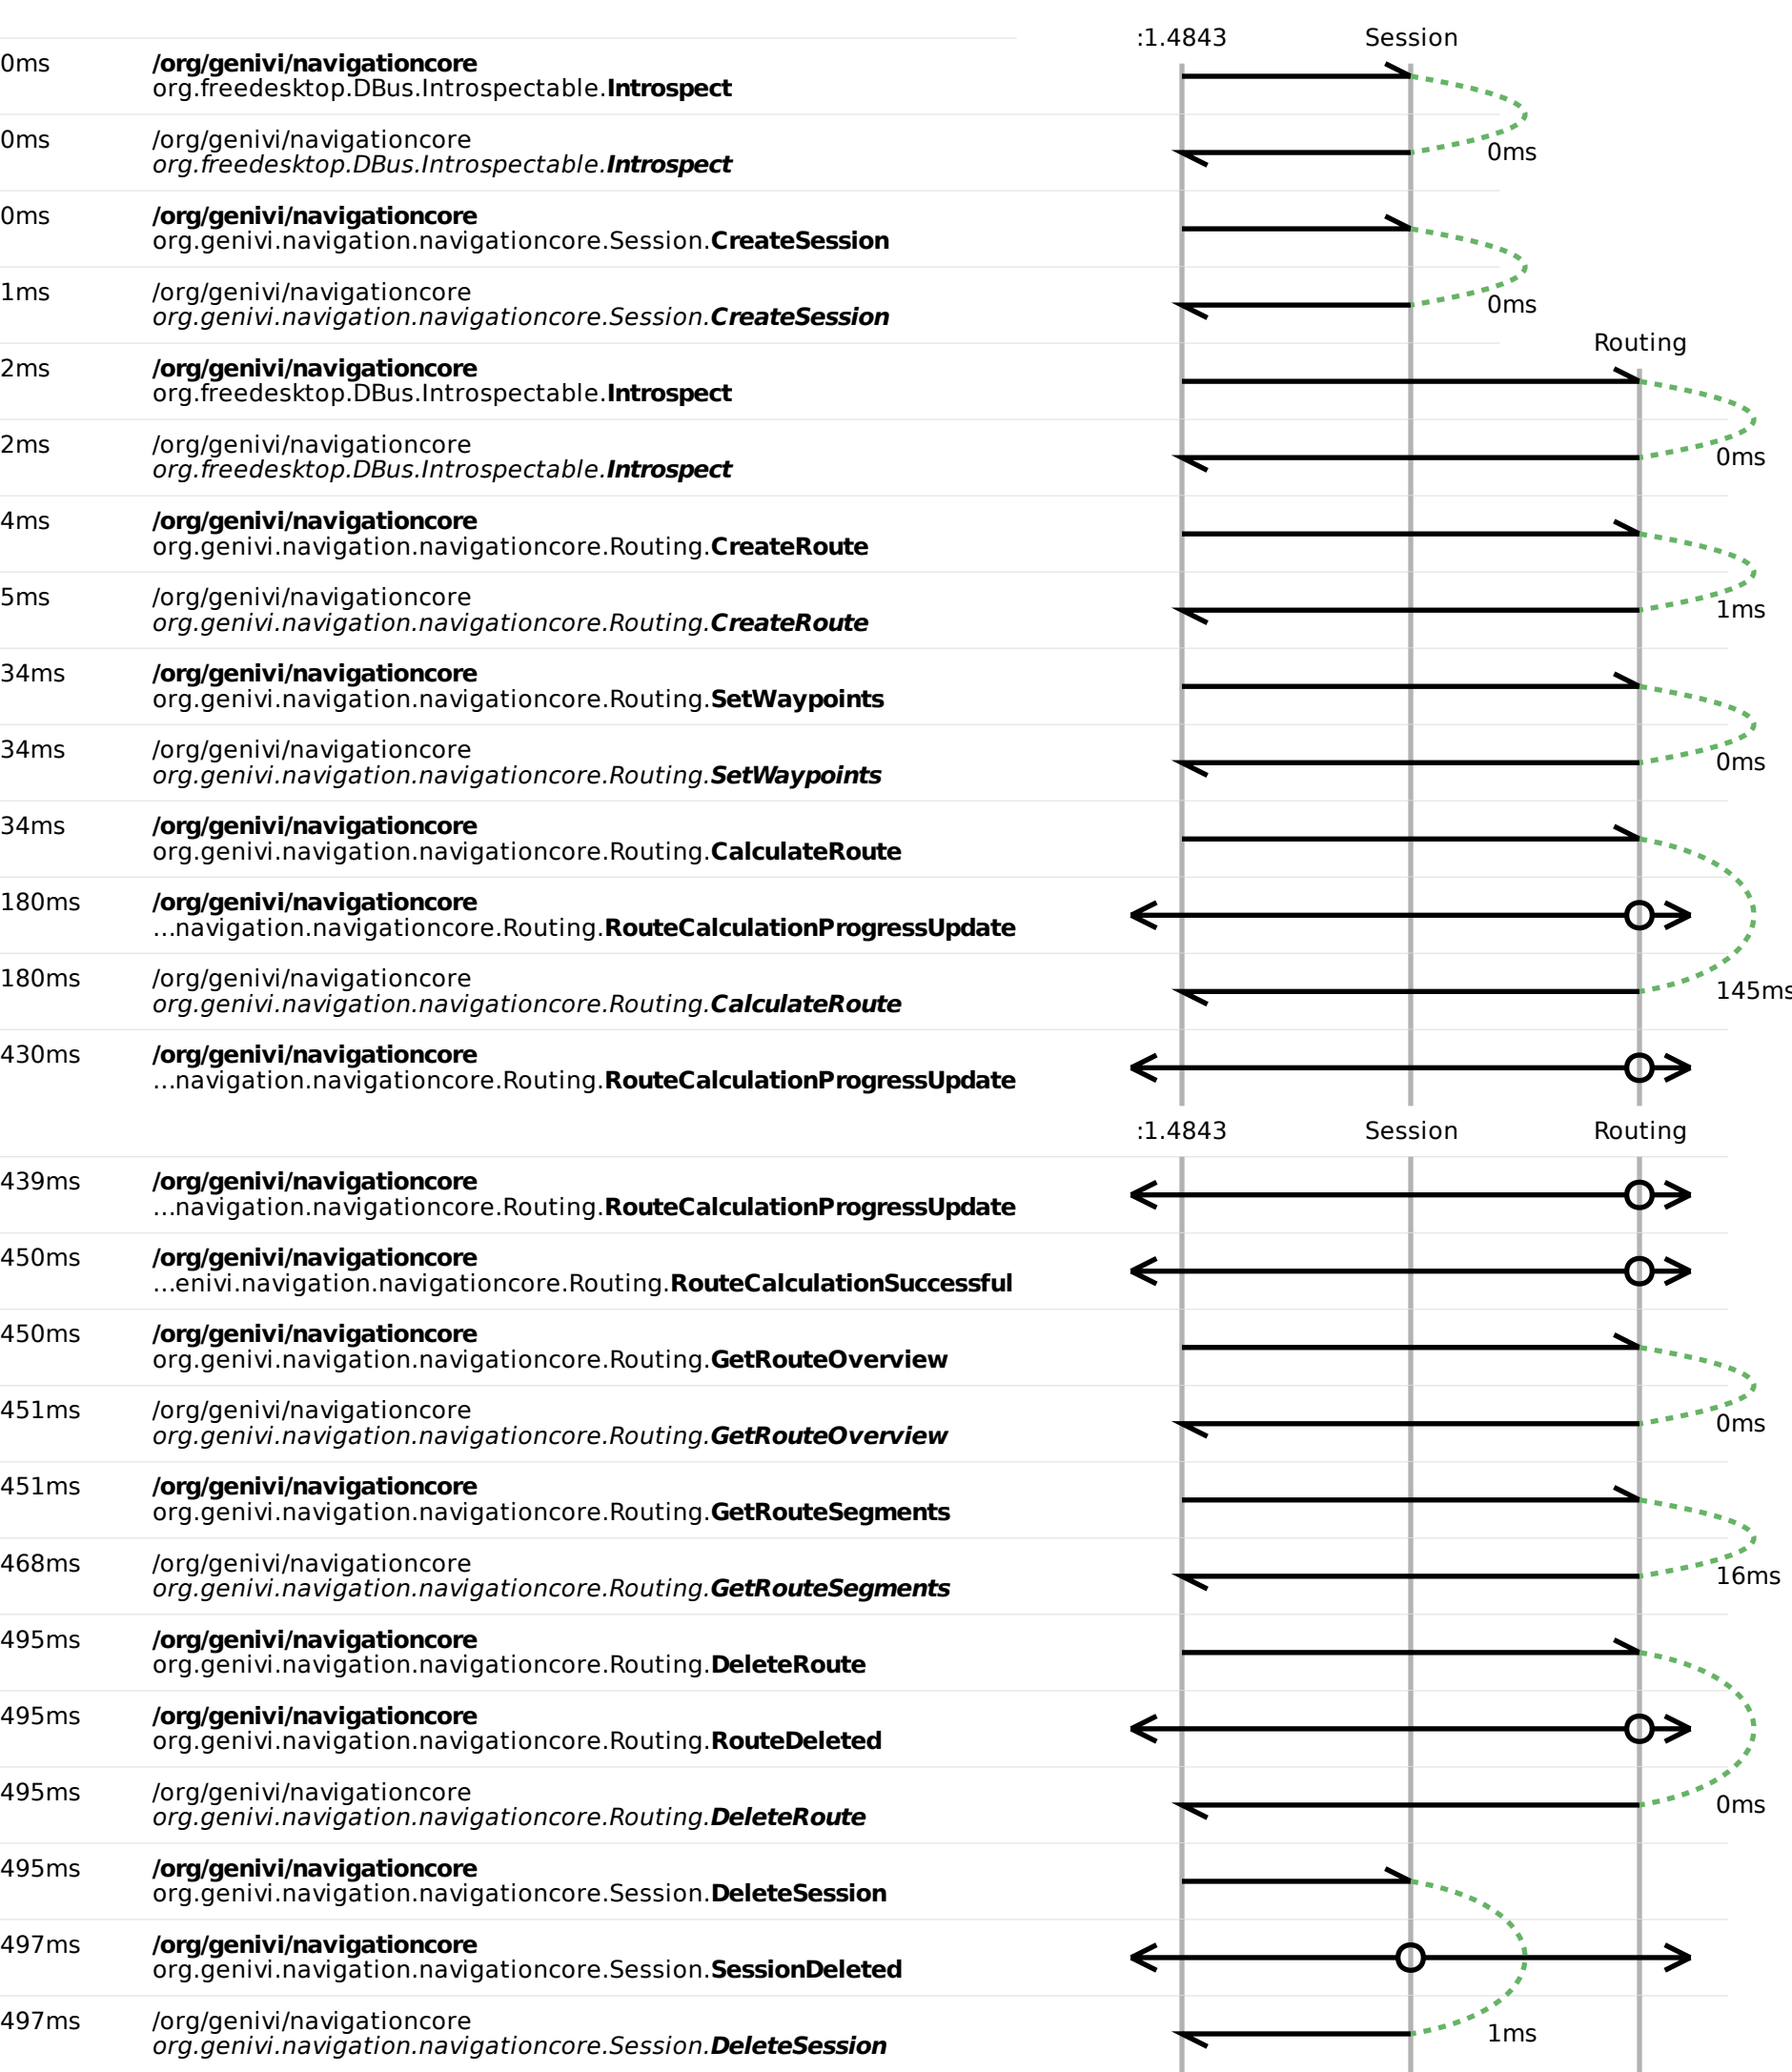 :1.4843 Session
0ms /org/genivi/navigationcore
org.freedesktop.DBus.Introspectable.Introspect
0ms /org/genivi/navigationcore
org.freedesktop.DBus.Introspectable.Introspect
0ms
0ms /org/genivi/navigationcore
org.genivi.navigation.navigationcore.Session.CreateSession
1ms /org/genivi/navigationcore
org.genivi.navigation.navigationcore.Session.CreateSession
0ms
Routing
2ms /org/genivi/navigationcore
org.freedesktop.DBus.Introspectable.Introspect
2ms /org/genivi/navigationcore
org.freedesktop.DBus.Introspectable.Introspect
0ms
4ms /org/genivi/navigationcore
org.genivi.navigation.navigationcore.Routing.CreateRoute
5ms /org/genivi/navigationcore
org.genivi.navigation.navigationcore.Routing.CreateRoute
1ms
34ms /org/genivi/navigationcore
org.genivi.navigation.navigationcore.Routing.SetWaypoints
34ms /org/genivi/navigationcore
org.genivi.navigation.navigationcore.Routing.SetWaypoints
0ms
34ms /org/genivi/navigationcore
org.genivi.navigation.navigationcore.Routing.CalculateRoute
180ms /org/genivi/navigationcore
...navigation.navigationcore.Routing.RouteCalculationProgressUpdate
180ms /org/genivi/navigationcore
org.genivi.navigation.navigationcore.Routing.CalculateRoute
145ms
430ms /org/genivi/navigationcore
...navigation.navigationcore.Routing.RouteCalculationProgressUpdate
:1.4843 Session Routing
439ms /org/genivi/navigationcore
...navigation.navigationcore.Routing.RouteCalculationProgressUpdate
450ms /org/genivi/navigationcore
...enivi.navigation.navigationcore.Routing.RouteCalculationSuccessful
450ms /org/genivi/navigationcore
org.genivi.navigation.navigationcore.Routing.GetRouteOverview
451ms /org/genivi/navigationcore
org.genivi.navigation.navigationcore.Routing.GetRouteOverview
0ms
451ms /org/genivi/navigationcore
org.genivi.navigation.navigationcore.Routing.GetRouteSegments
468ms /org/genivi/navigationcore
org.genivi.navigation.navigationcore.Routing.GetRouteSegments
16ms
495ms /org/genivi/navigationcore
org.genivi.navigation.navigationcore.Routing.DeleteRoute
495ms /org/genivi/navigationcore
org.genivi.navigation.navigationcore.Routing.RouteDeleted
495ms /org/genivi/navigationcore
org.genivi.navigation.navigationcore.Routing.DeleteRoute
0ms
495ms /org/genivi/navigationcore
org.genivi.navigation.navigationcore.Session.DeleteSession
497ms /org/genivi/navigationcore
org.genivi.navigation.navigationcore.Session.SessionDeleted
497ms /org/genivi/navigationcore
org.genivi.navigation.navigationcore.Session.DeleteSession
1ms